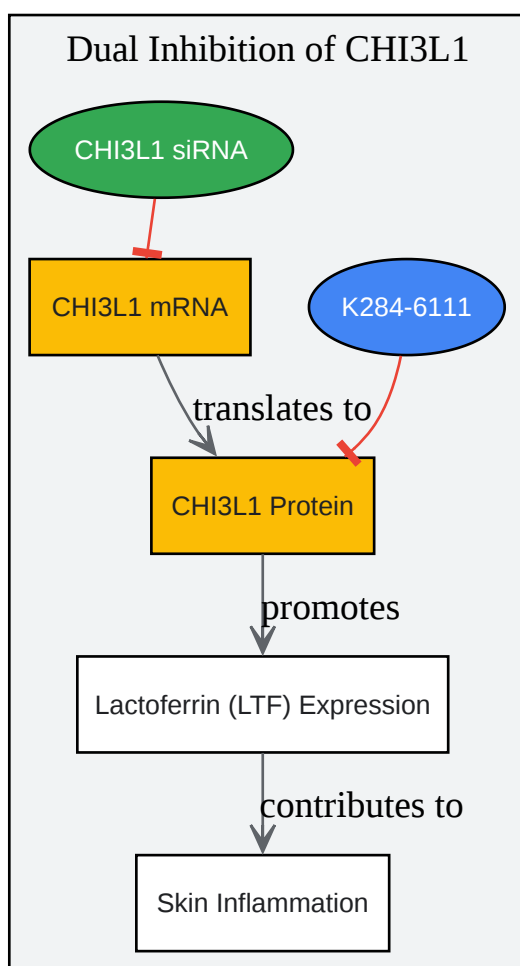 Dual Inhibition of CHI3L1
CHI3L1 siRNA
CHI3L1 mRNA
K284-6111
translates to
CHI3L1 Protein
promotes
Lactoferrin (LTF) Expression
contributes to
Skin Inflammation